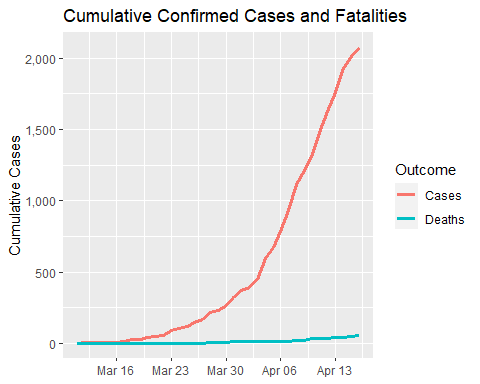 Cumulative Confirmed Cases and Fatalities
Cumulative Cases
2,000
1,500
1,000
500
0
Mar 16 Mar 23 Mar 30 Apr 06 Apr 13
Outcome
Cases
Deaths